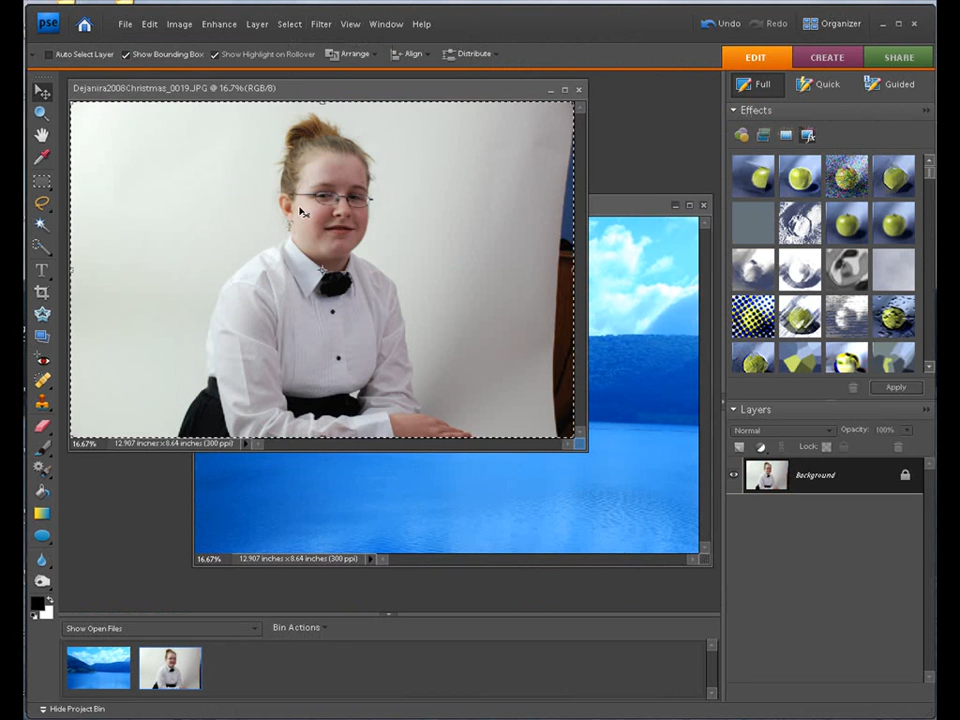 pse File Edit Image Enhance Layer Select Filter View Window Help Undo Redo Organizer
Auto Select Layer Show Bounding Box Show Highlight on Rollover Arrange Align Distribute EDIT CREATE SHARE
Full Quick Guided
Dejanira2008Christmas_0019.JPG @ 16.7%(RGB/8)
Effects
Apply
Layers
Normal Opacity: 100%
Lock:
Background
16.67% 12.907 inches x 8.64 inches (300 ppi)
16.67% 12.907 inches x 8.64 inches (300 ppi)
Show Open Files Bin Actions
Hide Project Bin